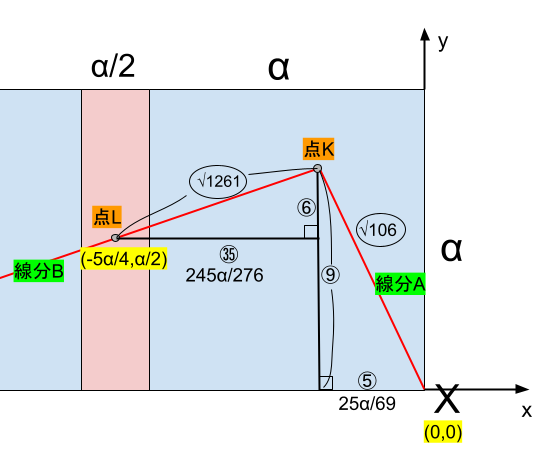 y
α/2
α
点K
√1261
点L
⑥
√106
α
(-5α/4,α/2)
㉟
線分B
245α/276
⑨
線分A
⑤
25α/69
X
x
(0,0)